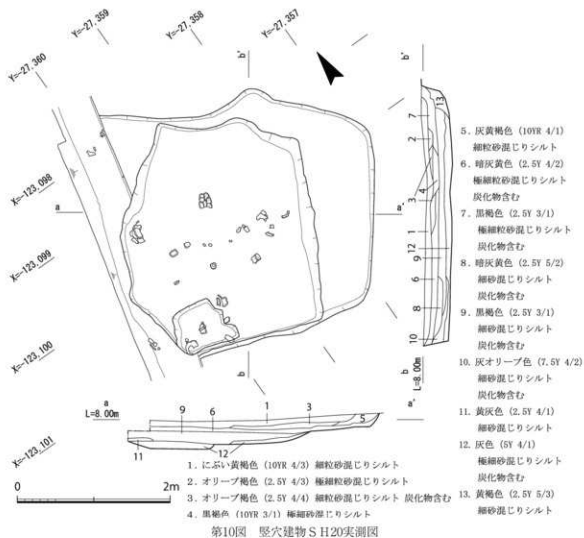 Y=-27,360
Y=-27,359
Y=-27,358
Y=-27,357
b'
b'
X=-123,098
a
a'
X=-123,099
X=-123,100
X=-123,101
b
b
L=8.00m
13
7
2
4
3
1
12
9
6
8
10
a
L=8.00m
9
6
1
3
5
a'
11
12
1. にぶい黄褐色 (10YR 4/3) 細粒砂混じりシルト
2. オリーブ褐色 (2.5Y 4/3) 極細粒砂混じりシルト
3. オリーブ褐色 (2.5Y 4/4) 細粒砂混じりシルト 炭化物含む
4. 黒褐色 (10YR 3/1) 極細砂混じりシルト
5. 灰黄褐色 (10YR 4/1)
細粒砂混じりシルト
6. 暗灰黄色 (2.5Y 4/2)
極細粒砂混じりシルト
炭化物含む
7. 黒褐色 (2.5Y 3/1)
極細粒砂混じりシルト
炭化物含む
8. 暗灰黄色 (2.5Y 5/2)
細砂混じりシルト
炭化物含む
9. 黒褐色 (2.5Y 3/1)
細砂混じりシルト
炭化物含む
10. 灰オリーブ色 (7.5Y 4/2)
細砂混じりシルト
炭化物含む
11. 黄灰色 (2.5Y 4/1)
細砂混じりシルト
12. 灰色 (5Y 4/1)
極細砂混じりシルト
炭化物含む
13. 黄褐色 (2.5Y 5/3)
細砂混じりシルト
0
2m
第10図 竪穴建物ＳＨ20実測図